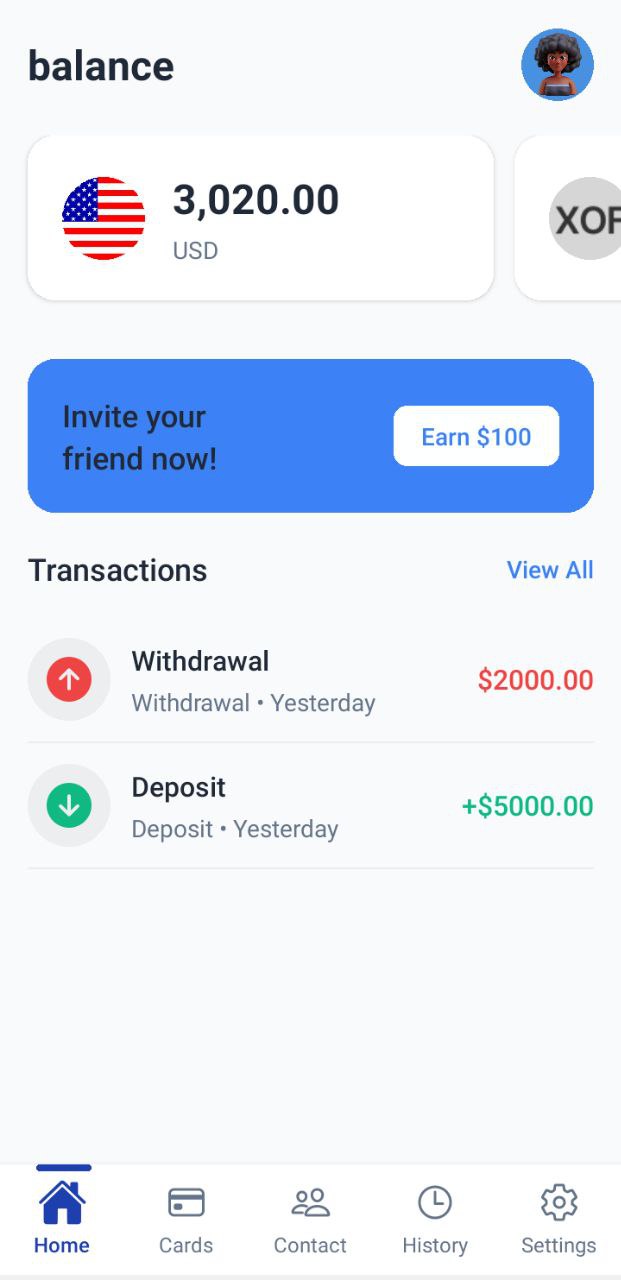 balance
3,020.00
USD
XOF
Invite your
friend now!
Earn $100
Transactions
View All
Withdrawal
Withdrawal • Yesterday
$2000.00
Deposit
Deposit • Yesterday
+$5000.00
Home
Cards
Contact
History
Settings